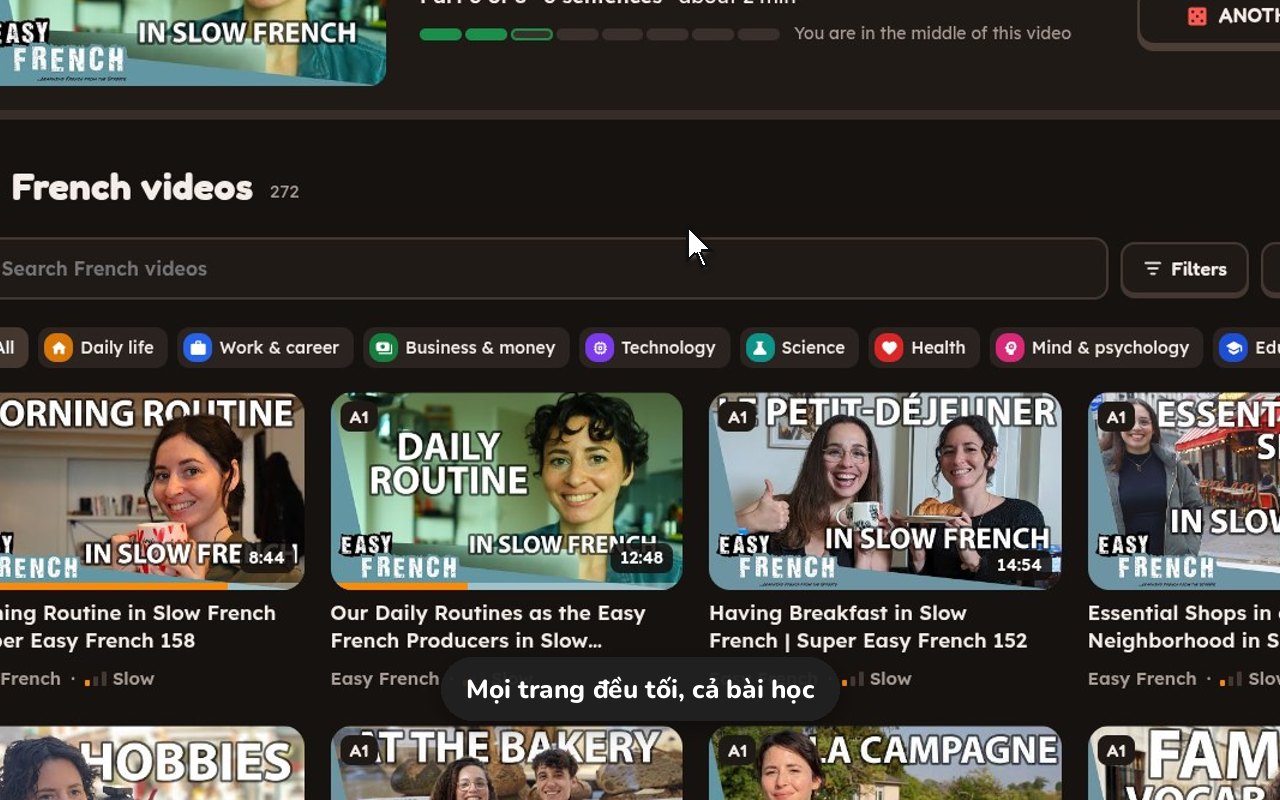 EASY
FRENCH
IN SLOW FRENCH
You are in the middle of this video
French videos 272
Search French videos
Filters
All
Daily life
Work & career
Business & money
Technology
Science
Health
Mind & psychology
ORNING ROUTINE
IN SLOW FRE
8:44
A1
DAILY
ROUTINE
EASY
FRENCH
IN SLOW FRENCH
12:48
A1
LE PETIT-DÉJEUNER
EASY
FRENCH
IN SLOW FRENCH
14:54
A1
ESSENT
EASY
FRENCH
IN SLOW
ning Routine in Slow French
per Easy French 158
French · Slow
Our Daily Routines as the Easy
French Producers in Slow...
Easy French
Having Breakfast in Slow
French | Super Easy French 152
Slow
Essential Shops in
Neighborhood in S
Easy French · Slow
Mọi trang đều tối, cả bài học
HOBBIES
A1
AT THE BAKERY
A1
LA CAMPAGNE
A1
FAM
VOCAB